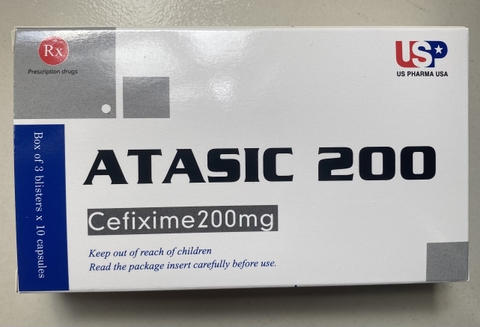 Rx
Prescription drugs
USP
US PHARMA USA
Box of 3 blisters x 10 capsules
ATASIC 200
Cefixime200mg
Keep out of reach of children
Read the package insert carefully before use.